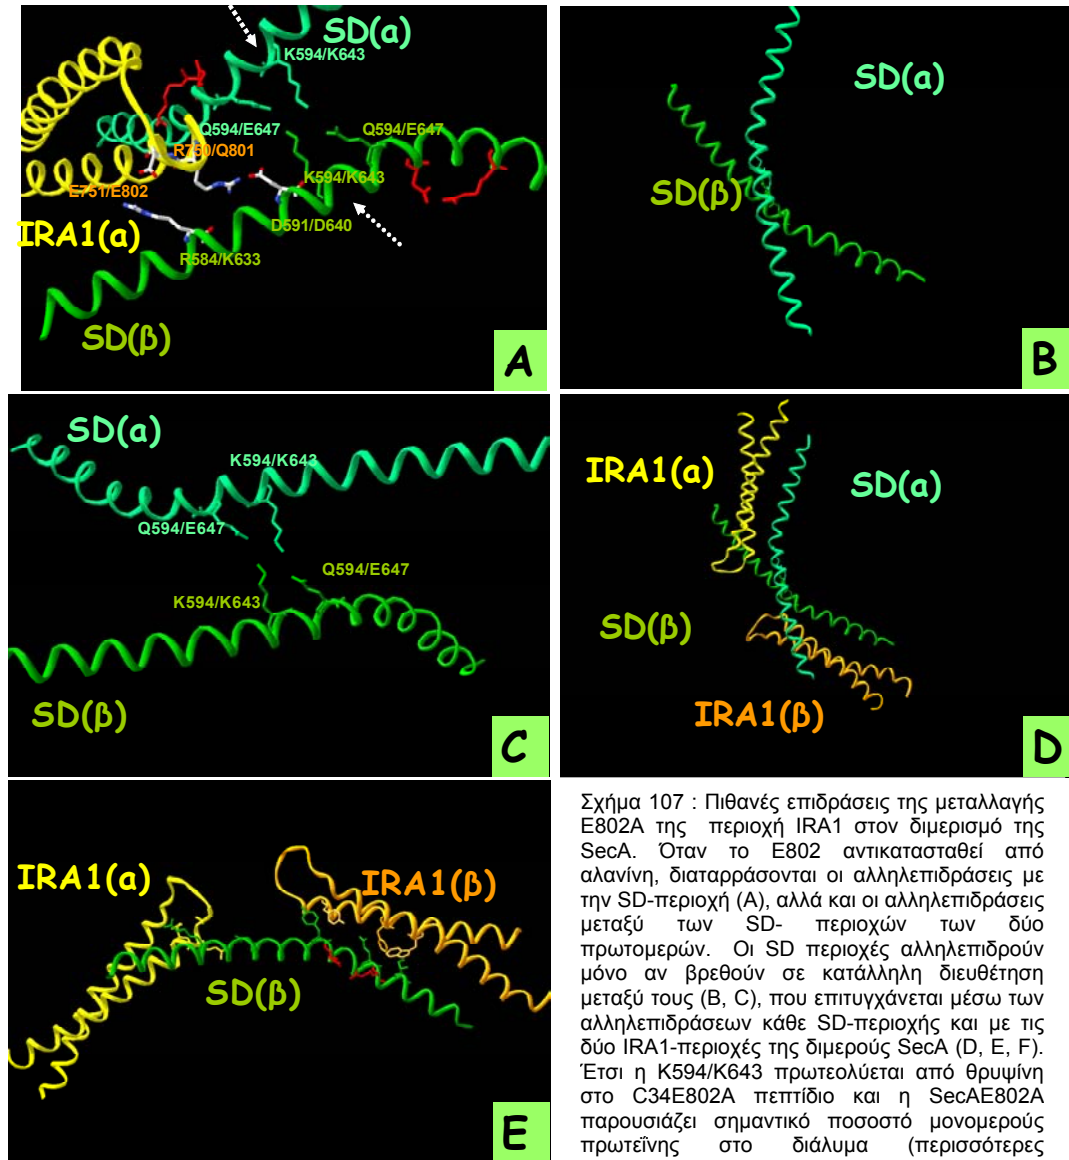 SD(α)
K594/K643
Q594/E647
Q594/E647
R750/Q801
K594/K643
E751/E802
D591/D640
IRA1(α)
R584/K633
SD(β)
A
SD(α)
SD(β)
B
SD(α)
K594/K643
Q594/E647
Q594/E647
K594/K643
SD(β)
C
IRA1(α)
SD(α)
SD(β)
IRA1(β)
D
IRA1(α)
IRA1(β)
SD(β)
E
Σχήμα 107 : Πιθανές επιδράσεις της μεταλλαγής
E802A της περιοχή IRA1 στον διμερισμό της
SecA. Όταν το E802 αντικατασταθεί από
αλανίνη, διαταρράσονται οι αλληλεπιδράσεις με
την SD-περιοχή (A), αλλά και οι αλληλεπιδράσεις
μεταξύ των SD- περιοχών των δύο
πρωτομερών. Οι SD περιοχές αλληλεπιδρούν
μόνο αν βρεθούν σε κατάλληλη διευθέτηση
μεταξύ τους (B, C), που επιτυγχάνεται μέσω των
αλληλεπιδράσεων κάθε SD-περιοχής και με τις
δύο IRA1-περιοχές της διμερούς SecA (D, E, F).
Έτσι η K594/K643 πρωτεολύεται από θρυψίνη
στο C34E802A πεπτίδιο και η SecAE802A
παρουσιάζει σημαντικό ποσοστό μονομερούς
πρωτεΐνης στο διάλυμα (περισσότερες